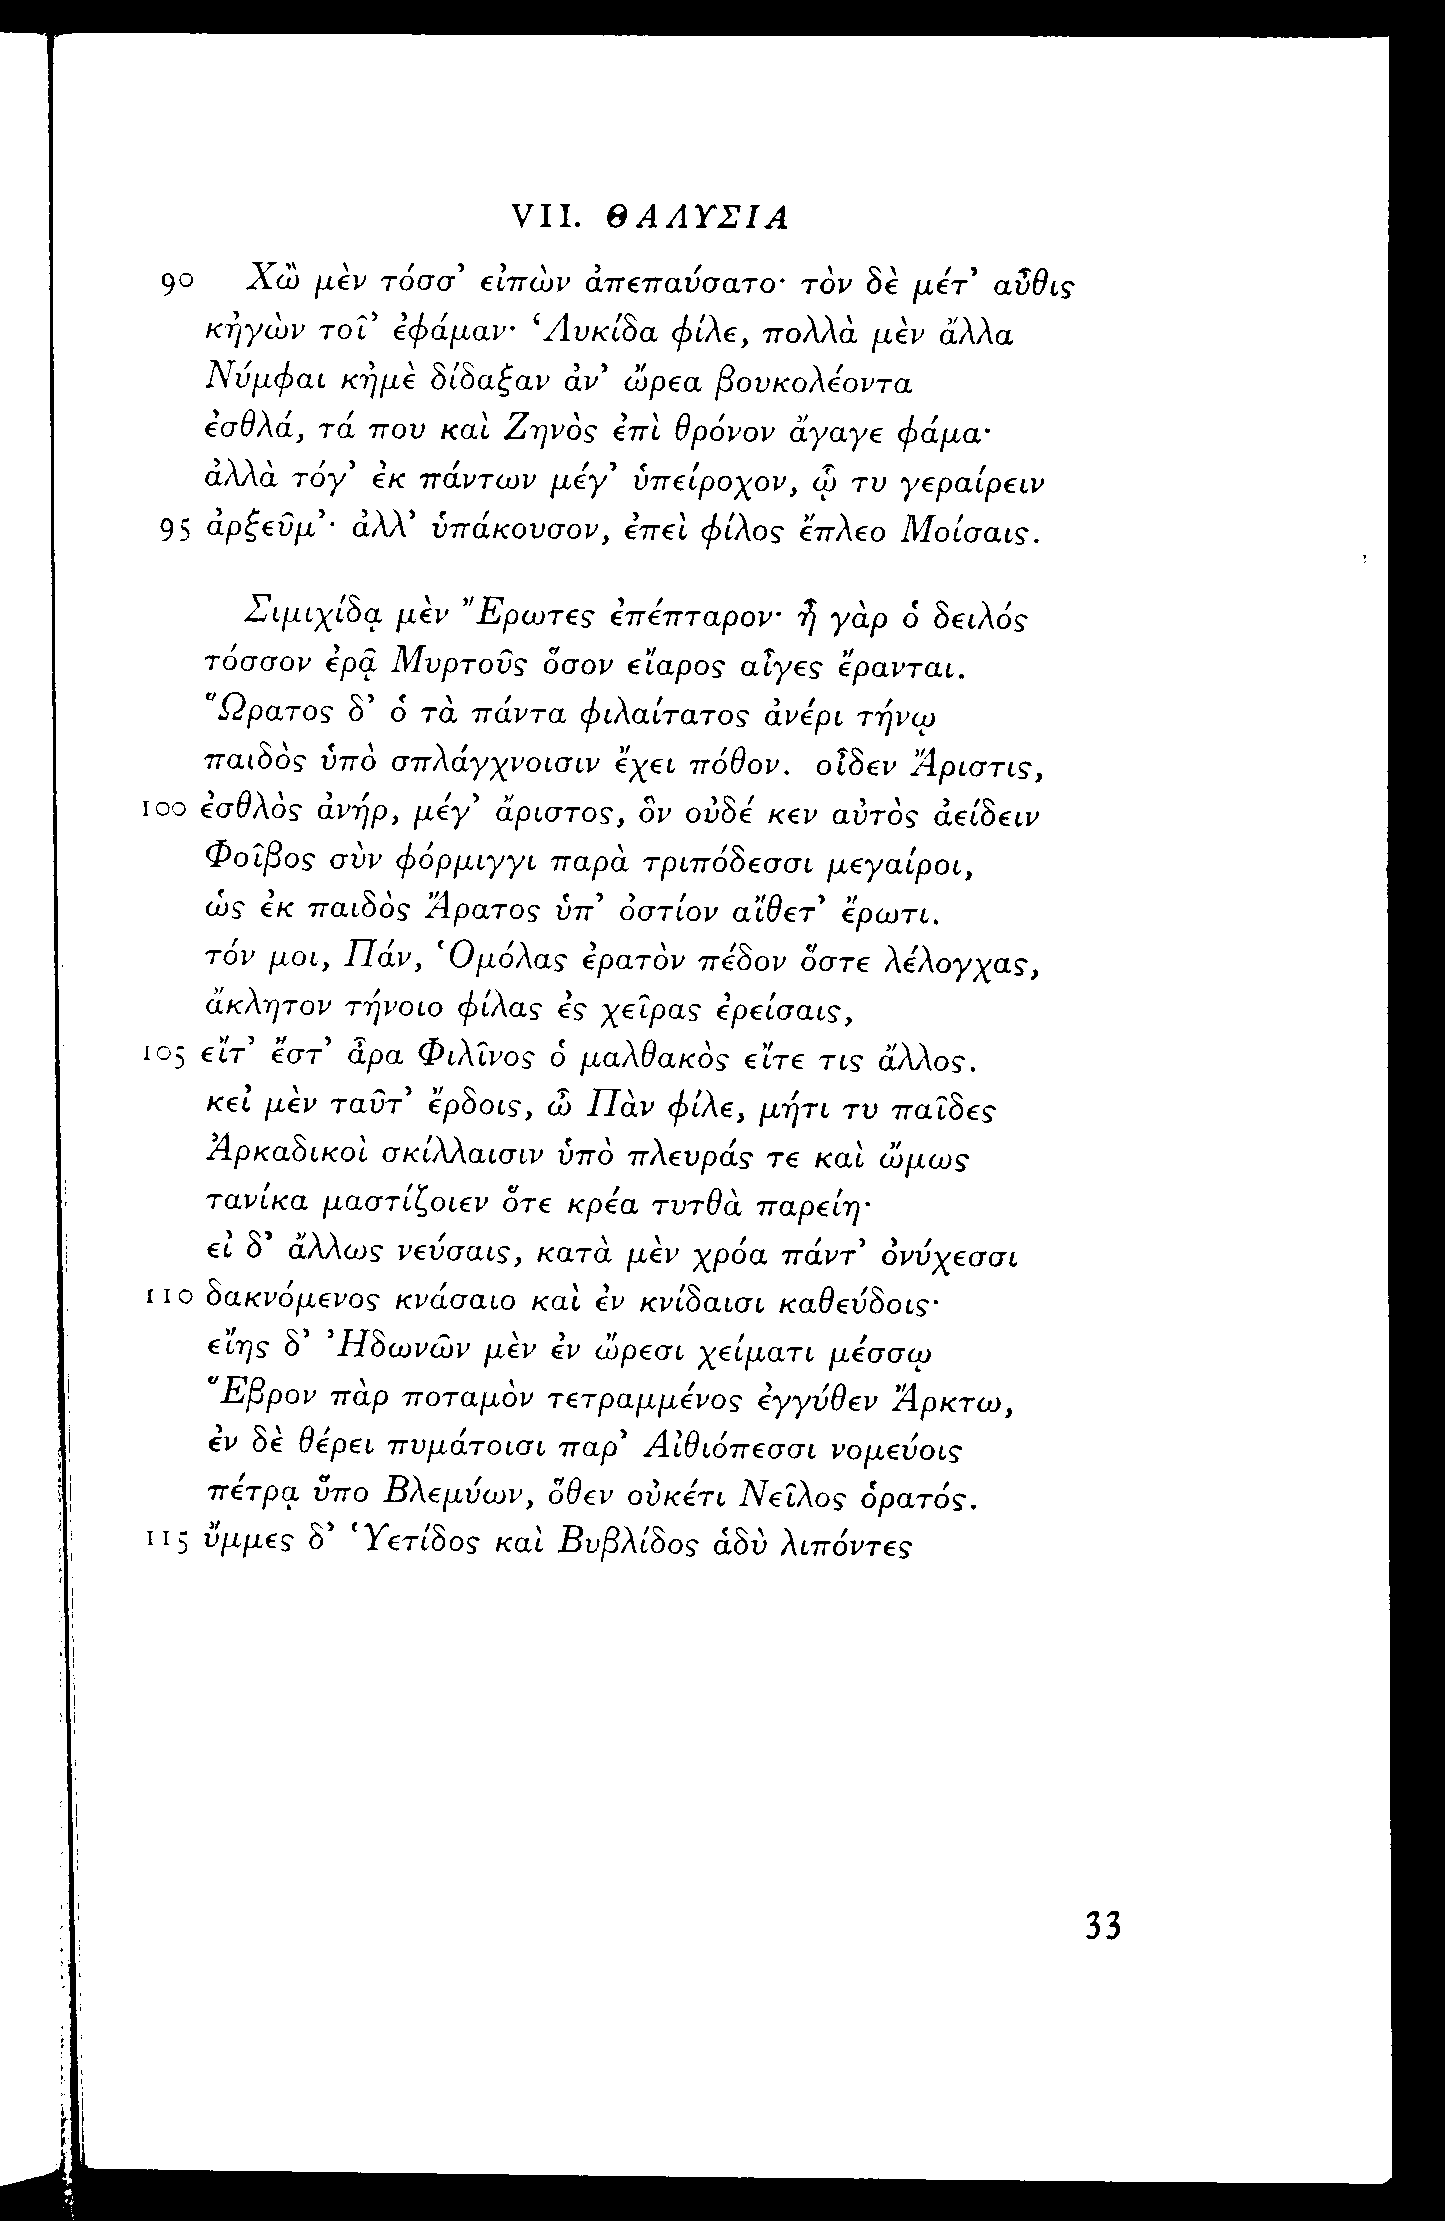 VII. ΘΑΛΥΣΙΑ
90 Χὢ μὲν τόσσ’ εἰπὼν ἀπεπαύσατο· τὸν δὲ μέτ’ αὖθις
κἠγὼν τοῖ’ ἐφάμαν· ‘Λυκίδα φίλε, πολλὰ μὲν ἄλλα
Νύμφαι κἠμὲ δίδαξαν ἀν’ ὤρεα βουκολέοντα
ἐσθλά, τά που καὶ Ζηνὸς ἐπὶ θρόνον ἄγαγε φάμα·
ἀλλὰ τόγ’ ἐκ πάντων μέγ’ ὑπείροχον, ᾧ τυ γεραίρειν
95 ἀρξεῦμ’· ἀλλ’ ὑπάκουσον, ἐπεὶ φίλος ἔπλεο Μοίσαις.
Σιμιχίδᾳ μὲν Ἔρωτες ἐπέπταρον· ἦ γὰρ ὁ δειλός
τόσσον ἐρᾷ Μυρτοῦς ὅσον εἴαρος αἶγες ἔρανται.
Ὥρατος δ’ ὁ τὰ πάντα φιλαίτατος ἀνέρι τήνῳ
παιδὸς ὑπὸ σπλάγχνοισιν ἔχει πόθον. οἶδεν Ἄριστις,
100 ἐσθλὸς ἀνήρ, μέγ’ ἄριστος, ὃν οὐδέ κεν αὐτὸς ἀείδειν
Φοῖβος σὺν φόρμιγγι παρὰ τριπόδεσσι μεγαίροι,
ὡς ἐκ παιδὸς Ἄρατος ὑπ’ ὀστίον αἴθετ’ ἔρωτι.
τόν μοι, Πάν, Ὁμόλας ἐρατὸν πέδον ὅστε λέλογχας,
ἄκλητον τήνοιο φίλας ἐς χεῖρας ἐρείσαις,
105 εἴτ’ ἔστ’ ἆρα Φιλῖνος ὁ μαλθακὸς εἴτε τις ἄλλος.
κεἰ μὲν ταῦτ’ ἔρδοις, ὦ Πὰν φίλε, μήτι τυ παῖδες
Ἀρκαδικοὶ σκίλλαισιν ὑπὸ πλευράς τε καὶ ὤμως
τανίκα μαστίζοιεν ὅτε κρέα τυτθὰ παρείη·
εἰ δ’ ἄλλως νεύσαις, κατὰ μὲν χρόα πάντ’ ὀνύχεσσι
110 δακνόμενος κνάσαιο καὶ ἐν κνίδαισι καθεύδοις·
εἴης δ’ Ἠδωνῶν μὲν ἐν ὤρεσι χείματι μέσσῳ
Ἕβρον πὰρ ποταμὸν τετραμμένος ἐγγύθεν Ἄρκτω,
ἐν δὲ θέρει πυμάτοισι παρ’ Αἰθιόπεσσι νομεύοις
πέτρᾳ ὕπο Βλεμύων, ὅθεν οὐκέτι Νεῖλος ὁρατός.
115 ὔμμες δ’ Ὑετίδος καὶ Βυβλίδος ἁδὺ λιπόντες
33